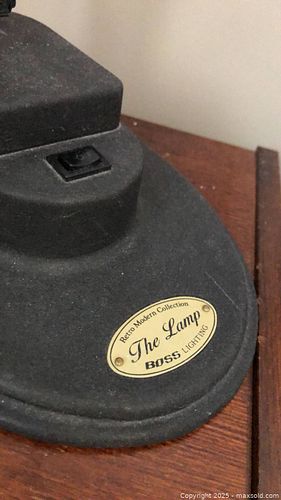 Retro Modern Collection
The Lamp
BOSS LIGHTING
Copyright © 2025 - maxsold.com